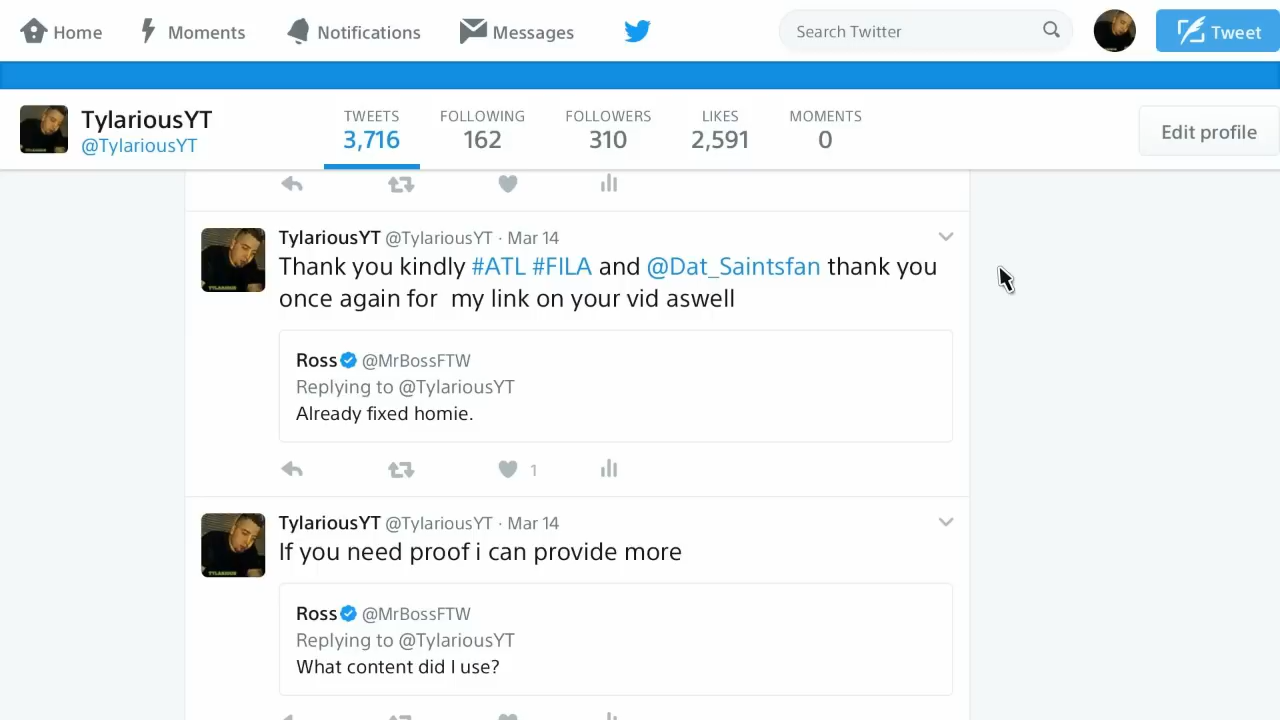 Home Moments Notifications Messages Search Twitter Tweet
TylariousYT
@TylariousYT
TWEETS FOLLOWING FOLLOWERS LIKES MOMENTS
3,716 162 310 2,591 0
Edit profile
TylariousYT @TylariousYT · Mar 14
Thank you kindly #ATL #FILA and @Dat_Saintsfan thank you
once again for my link on your vid aswell
Ross @MrBossFTW
Replying to @TylariousYT
Already fixed homie.
1
TylariousYT @TylariousYT · Mar 14
If you need proof i can provide more
Ross @MrBossFTW
Replying to @TylariousYT
What content did I use?